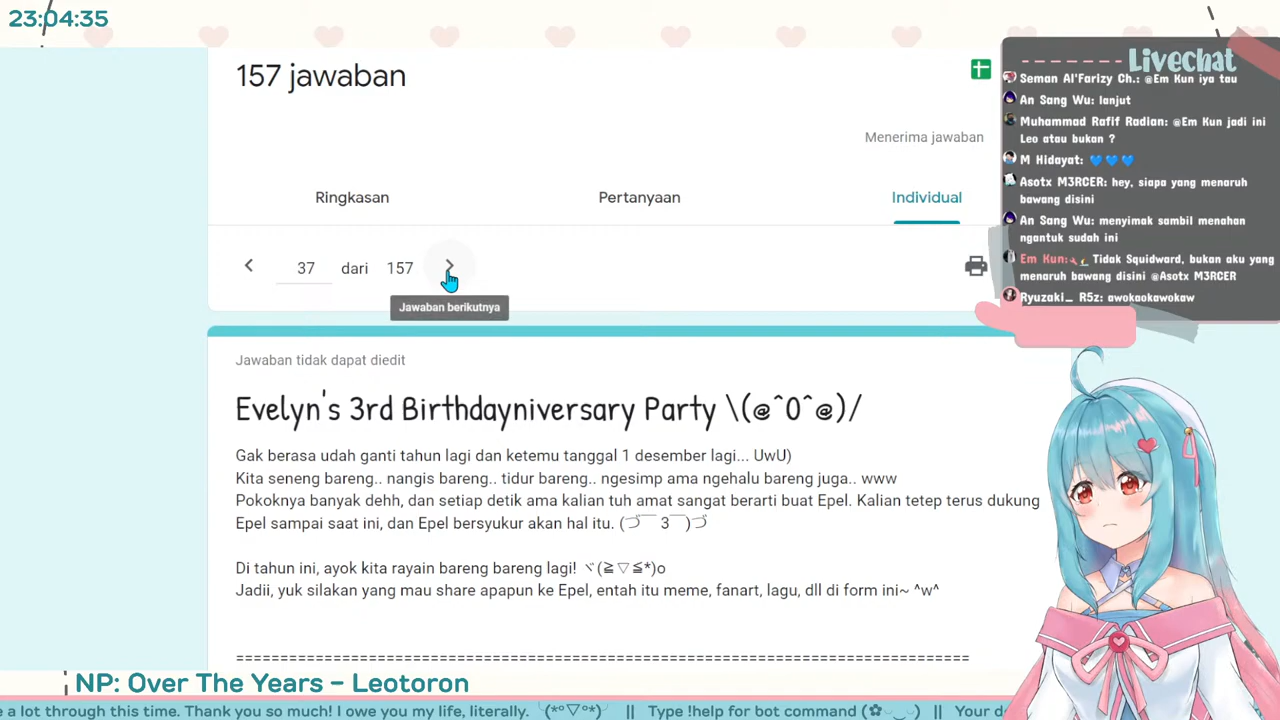 23:04:35
157 jawaban
Menerima jawaban
Ringkasan
Pertanyaan
Individual
37 dari 157
Jawaban berikutnya
Jawaban tidak dapat diedit
Evelyn's 3rd Birthdayniversary Party \(@^0^@)/
Gak berasa udah ganti tahun lagi dan ketemu tanggal 1 desember lagi... UwU)
Kita seneng bareng.. nangis bareng.. tidur bareng.. ngesimp ama ngehalu bareng juga.. www
Pokoknya banyak dehh, dan setiap detik ama kalian tuh amat sangat berarti buat Epel. Kalian tetep terus dukung
Epel sampai saat ini, dan Epel bersyukur akan hal itu. (づ￣ 3￣)づ
Di tahun ini, ayok kita rayain bareng bareng lagi! ヾ(≧▽≦*)o
Jadii, yuk silakan yang mau share apapun ke Epel, entah itu meme, fanart, lagu, dll di form ini~ ^w^
==================================================================================
Livechat
Seman Al'Farizy Ch.: @Em Kun iya tau
An Sang Wu: lanjut
Muhammad Rafif Radian: @Em Kun jadi ini
Leo atau bukan ?
M Hidayat: 💙💙💙
Asotx M3RCER: hey, siapa yang menaruh
bawang disini
An Sang Wu: menyimak sambil menahan
ngantuk sudah ini
Em Kun: Tidak Squidward, bukan aku yang
menaruh bawang disini @Asotx M3RCER
Ryuzaki_ R5z: awokaokawokaw
NP: Over The Years – Leotoron
e a lot through this time. Thank you so much! I owe you my life, literally. ╰(*°▽°*)╯ || Type !help for bot command (✿◡‿◡) || Your do